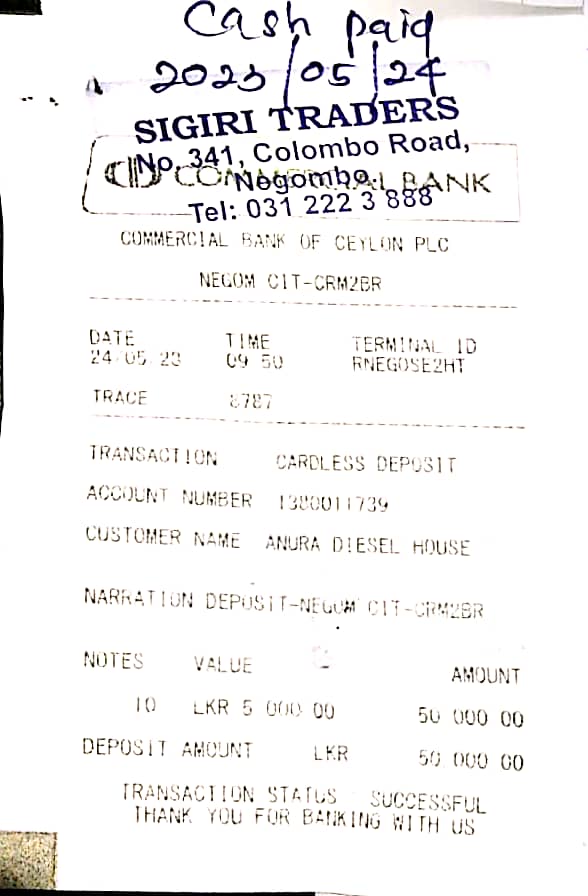 Cash paid
2023/05/24
SIGIRI TRADERS
No. 341, Colombo Road,
Negombo.
COMMERCIAL BANK
Tel: 031 222 3 888
COMMERCIAL BANK OF CEYLON PLC
NEGOM CIT-CRM2BR
DATE TIME TERMINAL ID
24 05 23 09 50 RNEGOSE2HT
TRACE 8787
TRANSACTION CARDLESS DEPOSIT
ACCOUNT NUMBER 1380011739
CUSTOMER NAME ANURA DIESEL HOUSE
NARRATION DEPOSIT-NEGOM CIT-CRM2BR
NOTES VALUE AMOUNT
10 LKR 5 000 00 50 000 00
DEPOSIT AMOUNT LKR 50 000 00
TRANSACTION STATUS SUCCESSFUL
THANK YOU FOR BANKING WITH US